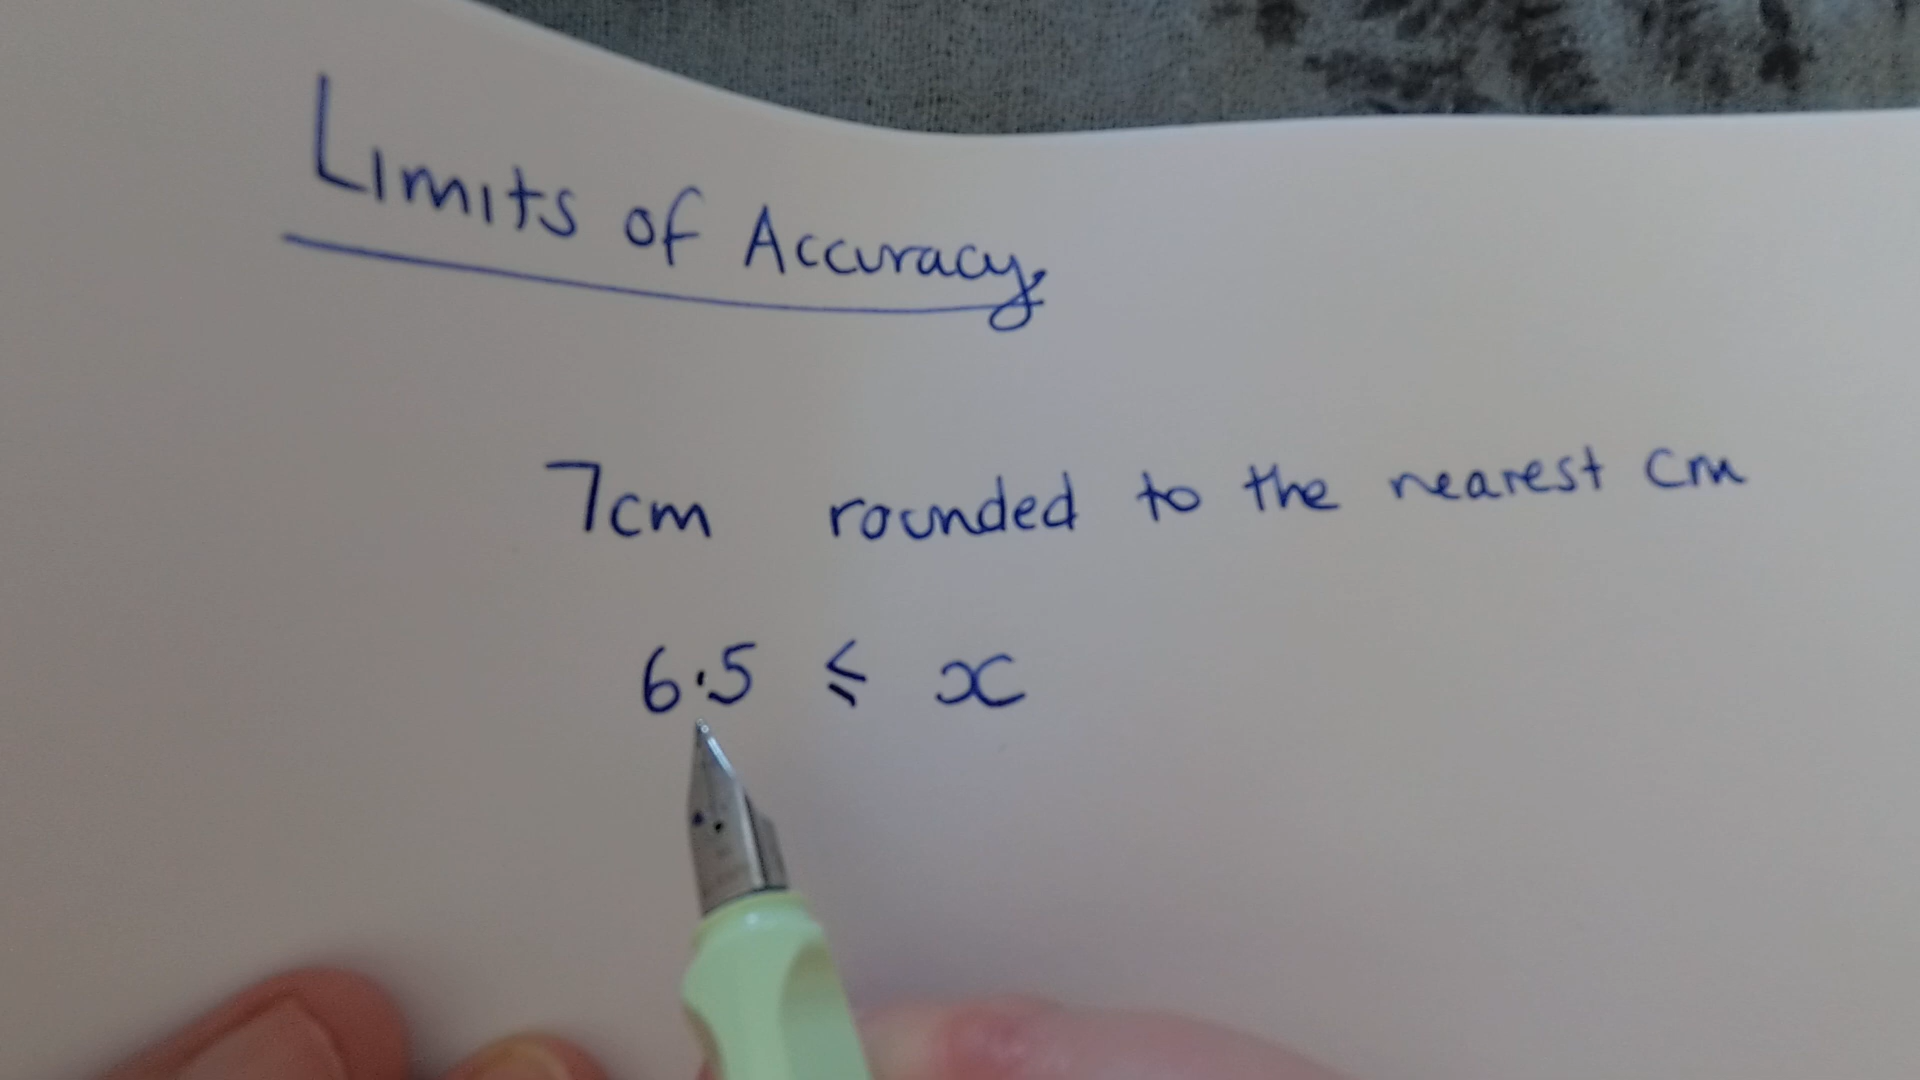 Limits of Accuracy
7cm rounded to the nearest cm
6.5 ≤ x